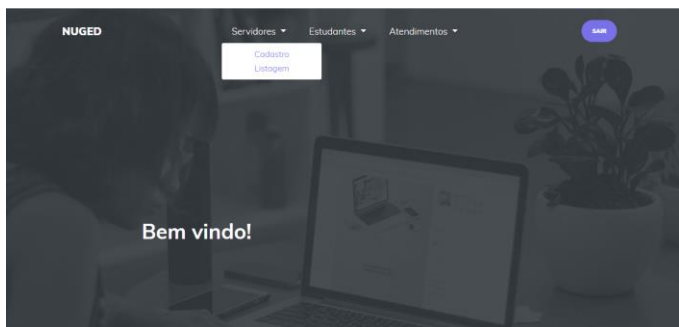 NUGED Servidores Estudantes Atendimentos SAIR
Cadastro
Listagem
Bem vindo!